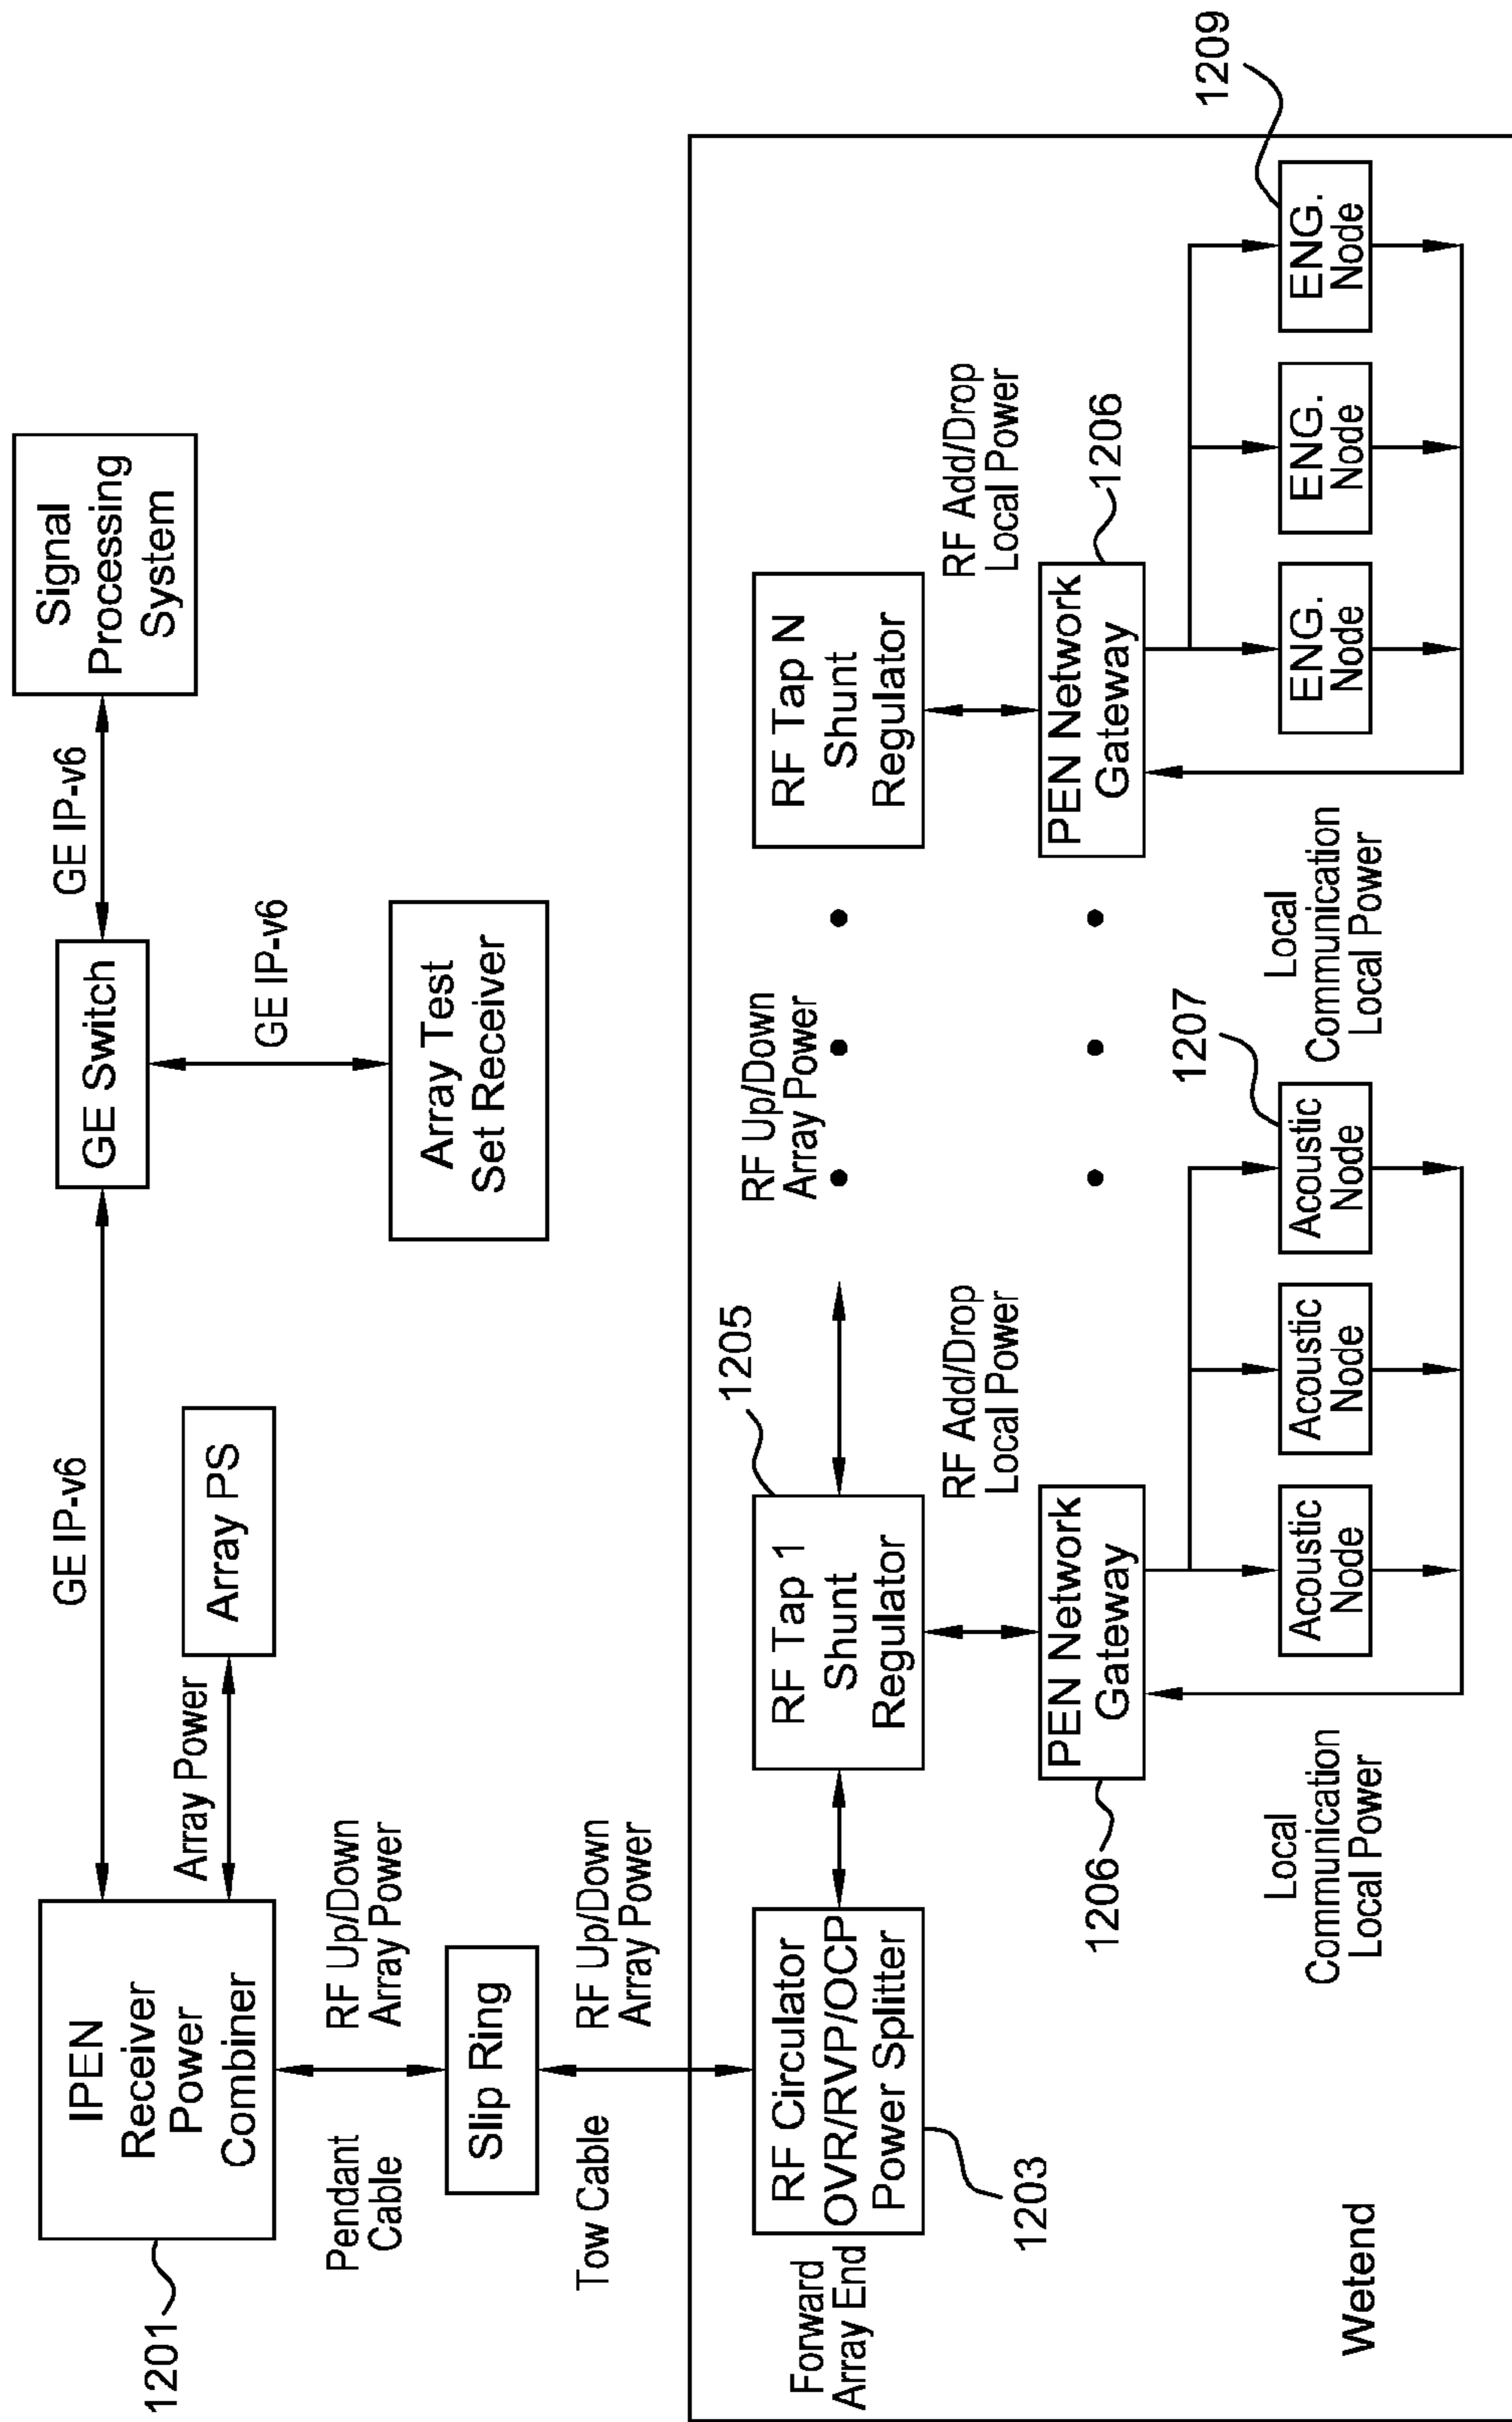 1201
IPEN
Receiver
Power
Combiner
GE IP-v6
GE Switch
GE IP-v6
Signal
Processing
System
Array Power
Array PS
GE IP-v6
Array Test
Set Receiver
Pendant
Cable
RF Up/Down
Array Power
Slip Ring
Tow Cable
RF Up/Down
Array Power
Forward
Array End
RF Circulator
OVR/RVP/OCP
Power Splitter
1203
RF Tap 1
Shunt
Regulator
1205
RF Up/Down
Array Power
RF Tap N
Shunt
Regulator
RF Add/Drop
Local Power
RF Add/Drop
Local Power
1206
PEN Network
Gateway
PEN Network
Gateway
1206
Local
Communication
Local Power
Acoustic
Node
Acoustic
Node
Acoustic
Node
1207
Local
Communication
Local Power
ENG.
Node
ENG.
Node
ENG.
Node
1209
Wetend